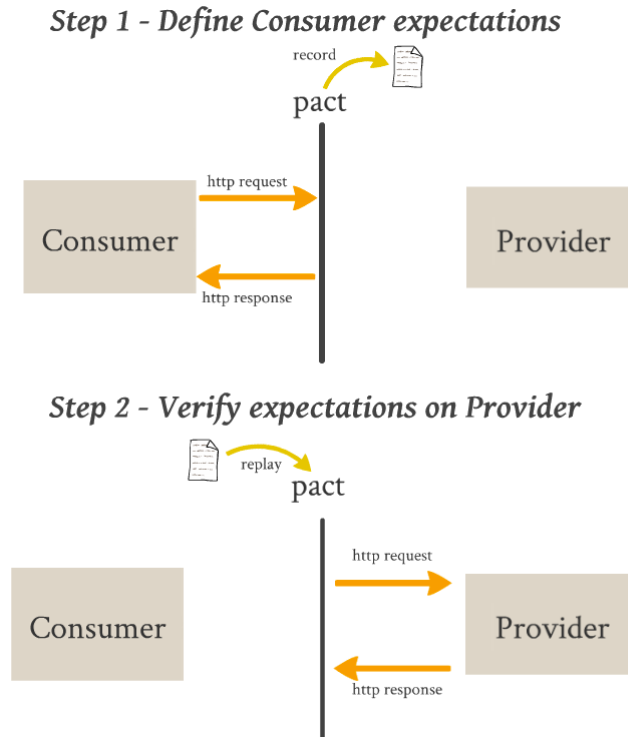 Step 1 - Define Consumer expectations
record
pact
http request
Consumer
Provider
http response
Step 2 - Verify expectations on Provider
replay
pact
http request
Consumer
Provider
http response